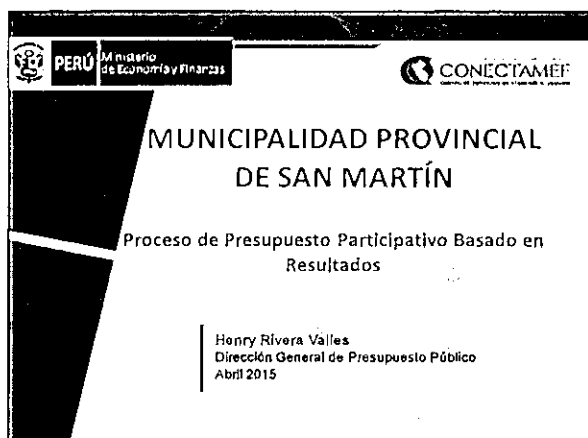 PERÚ
Ministerio
de Economía y Finanzas
CONECTAMEF
MUNICIPALIDAD PROVINCIAL
DE SAN MARTÍN
Proceso de Presupuesto Participativo Basado en
Resultados
Henry Rivera Valles
Dirección General de Presupuesto Público
Abril 2015